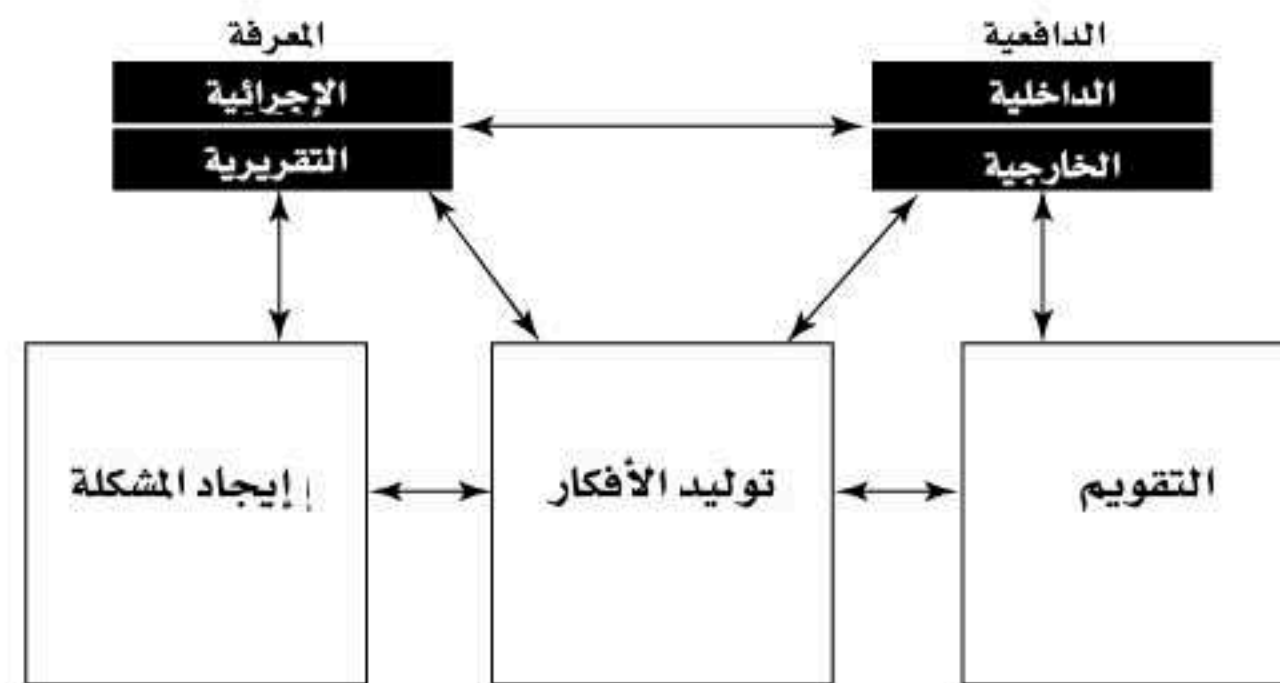 الدافعية
الداخلية
الخارجية
المعرفة
الإجرائية
التقريرية
إيجاد المشكلة
توليد الأفكار
التقويم